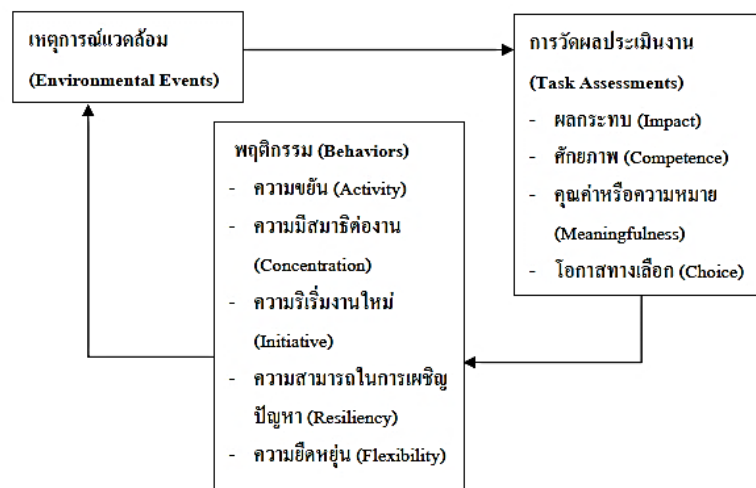 เหตุการณ์แวดล้อม
(Environmental Events)
การวัดผลประเมินงาน
(Task Assessments)
- ผลกระทบ (Impact)
- ศักยภาพ (Competence)
- คุณค่าหรือความหมาย
(Meaningfulness)
- โอกาสทางเลือก (Choice)
พฤติกรรม (Behaviors)
- ความขยัน (Activity)
- ความมีสมาธิต่องาน
(Concentration)
- ความริเริ่มงานใหม่
(Initiative)
- ความสามารถในการเผชิญ
ปัญหา (Resiliency)
- ความยืดหยุ่น (Flexibility)